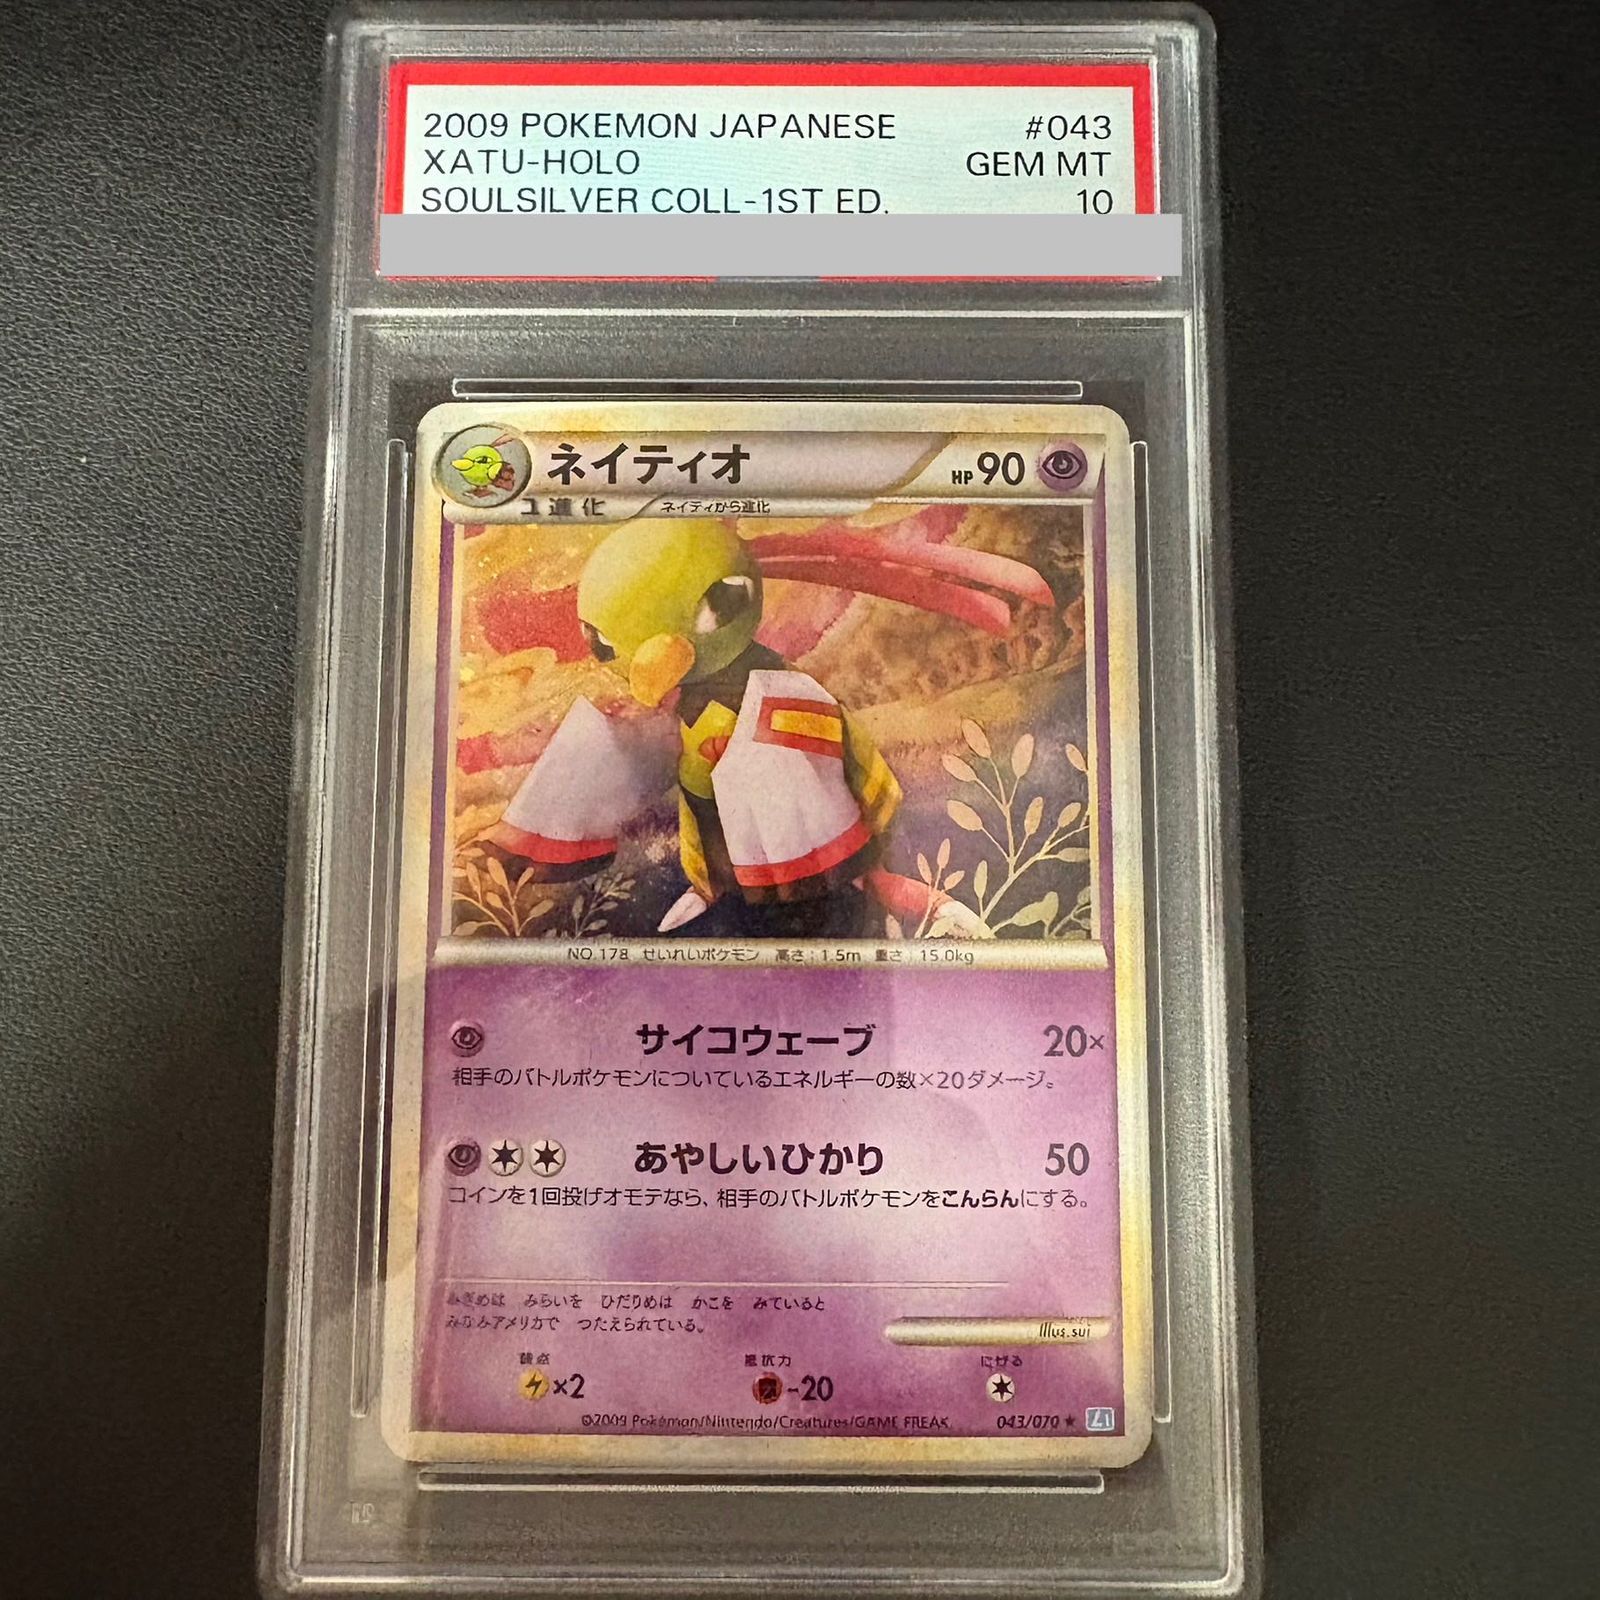 2009 POKEMON JAPANESE #043
XATU-HOLO GEM MT
SOULSILVER COLL-1ST ED. 10
ネイティオ HP90
1進化 ネイティから進化
NO.178 せいれいポケモン 高さ：1.5m 重さ：15.0kg
サイコウェーブ 20×
相手のバトルポケモンについているエネルギーの数×20ダメージ。
あやしいひかり 50
コインを1回投げオモテなら、相手のバトルポケモンをこんらんにする。
みぎめは みらいを ひだりめは かこを みていると
みなみアメリカで つたえられている。
Illus.sui
弱点 抵抗力 にげる
×2 -20
©2009 Pokémon/Nintendo/Creatures/GAME FREAK. 043/070 ★ L1